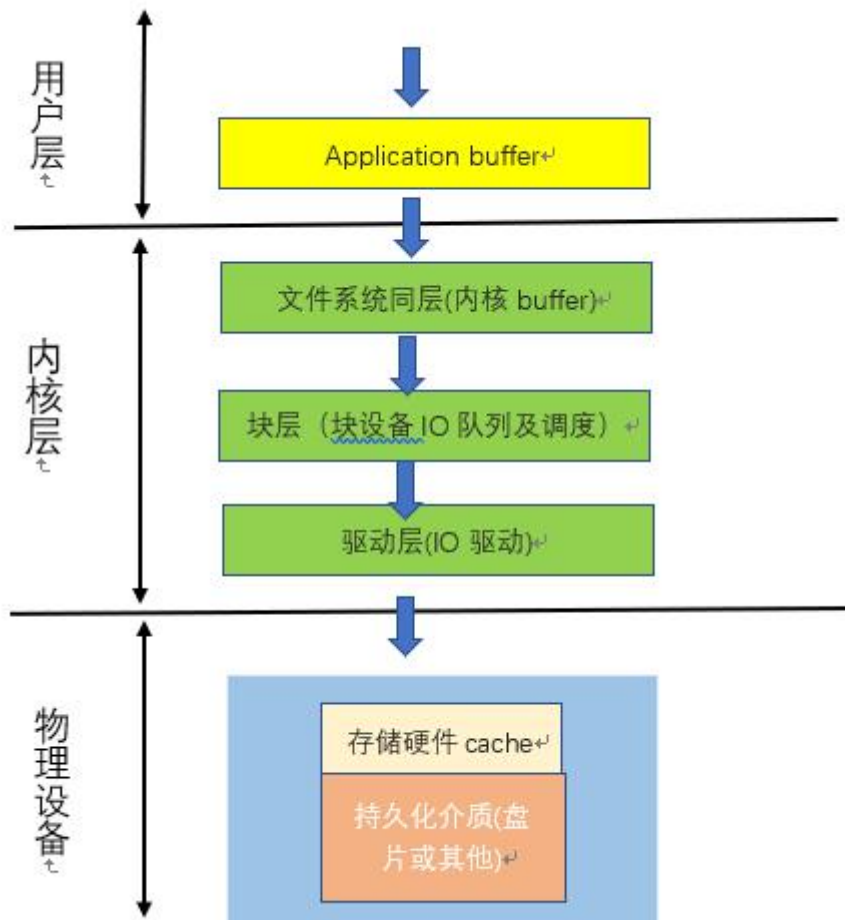 用户层
Application buffer
文件系统同层(内核 buffer)
内核层
块层（块设备 IO 队列及调度）
驱动层(IO 驱动)
物理设备
存储硬件 cache
持久化介质(盘
片或其他)